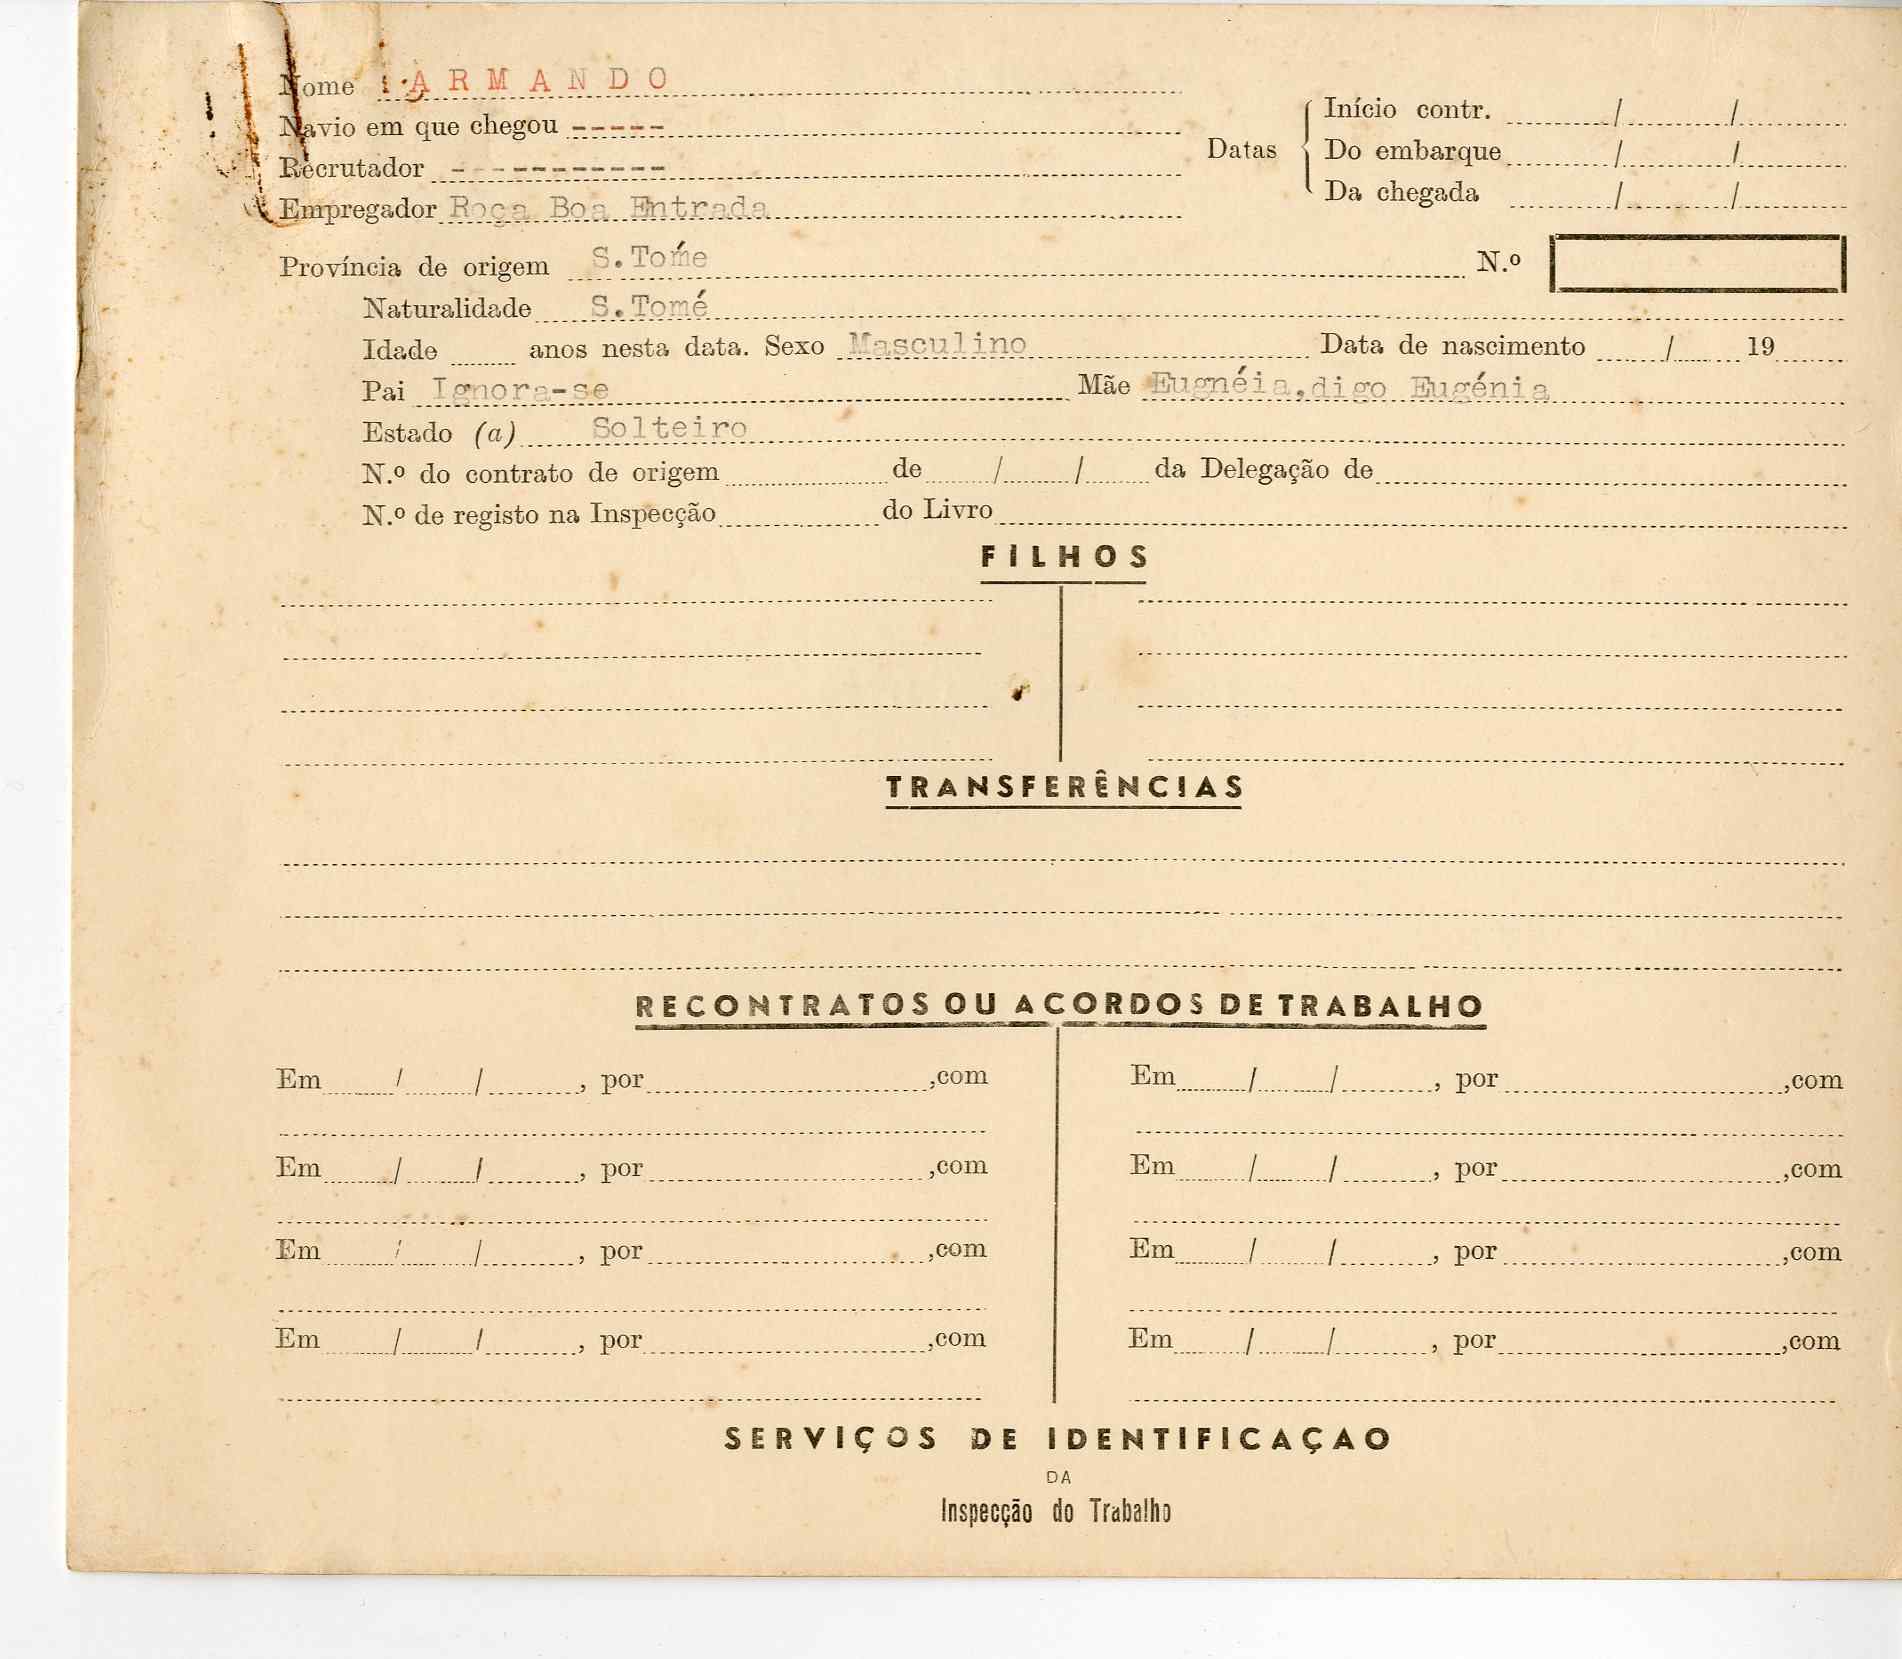 Nome ARMANDO
Navio em que chegou -----
Recrutador -----------
Empregador Roça Boa Entrada
Datas
Início contr. / /
Do embarque / /
Da chegada / /
Província de origem S.Tomé N.º
Naturalidade S.Tomé
Idade anos nesta data. Sexo Masculino Data de nascimento / 19
Pai Ignora-se Mãe Eugnéia,digo Eugénia
Estado (a) Solteiro
N.º do contrato de origem de / / da Delegação de
N.º de registo na Inspecção do Livro
FILHOS
TRANSFERÊNCIAS
RECONTRATOS OU ACORDOS DE TRABALHO
Em / / , por ,com Em / / , por ,com
Em / / , por ,com Em / / , por ,com
Em / / , por ,com Em / / , por ,com
Em / / , por ,com Em / / , por ,com
SERVIÇOS DE IDENTIFICAÇAO
DA
Inspecção do Trabalho